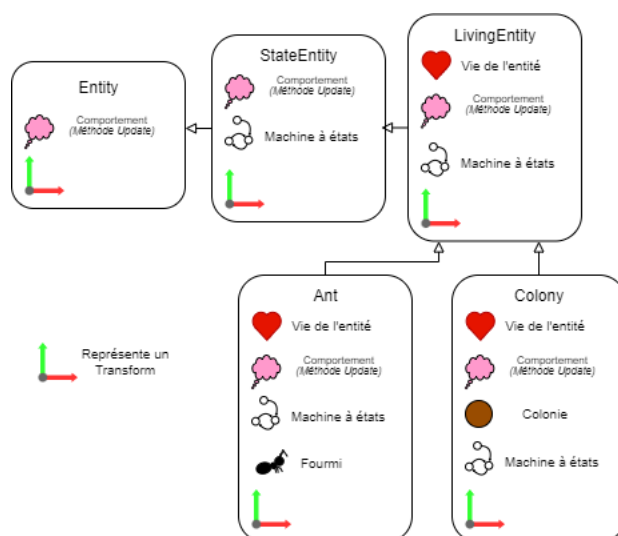 Entity
Comportement
(Méthode Update)
StateEntity
Comportement
(Méthode Update)
Machine à états
LivingEntity
Vie de l'entité
Comportement
(Méthode Update)
Machine à états
Représente un
Transform
Ant
Vie de l'entité
Comportement
(Méthode Update)
Machine à états
Fourmi
Colony
Vie de l'entité
Comportement
(Méthode Update)
Colonie
Machine à états